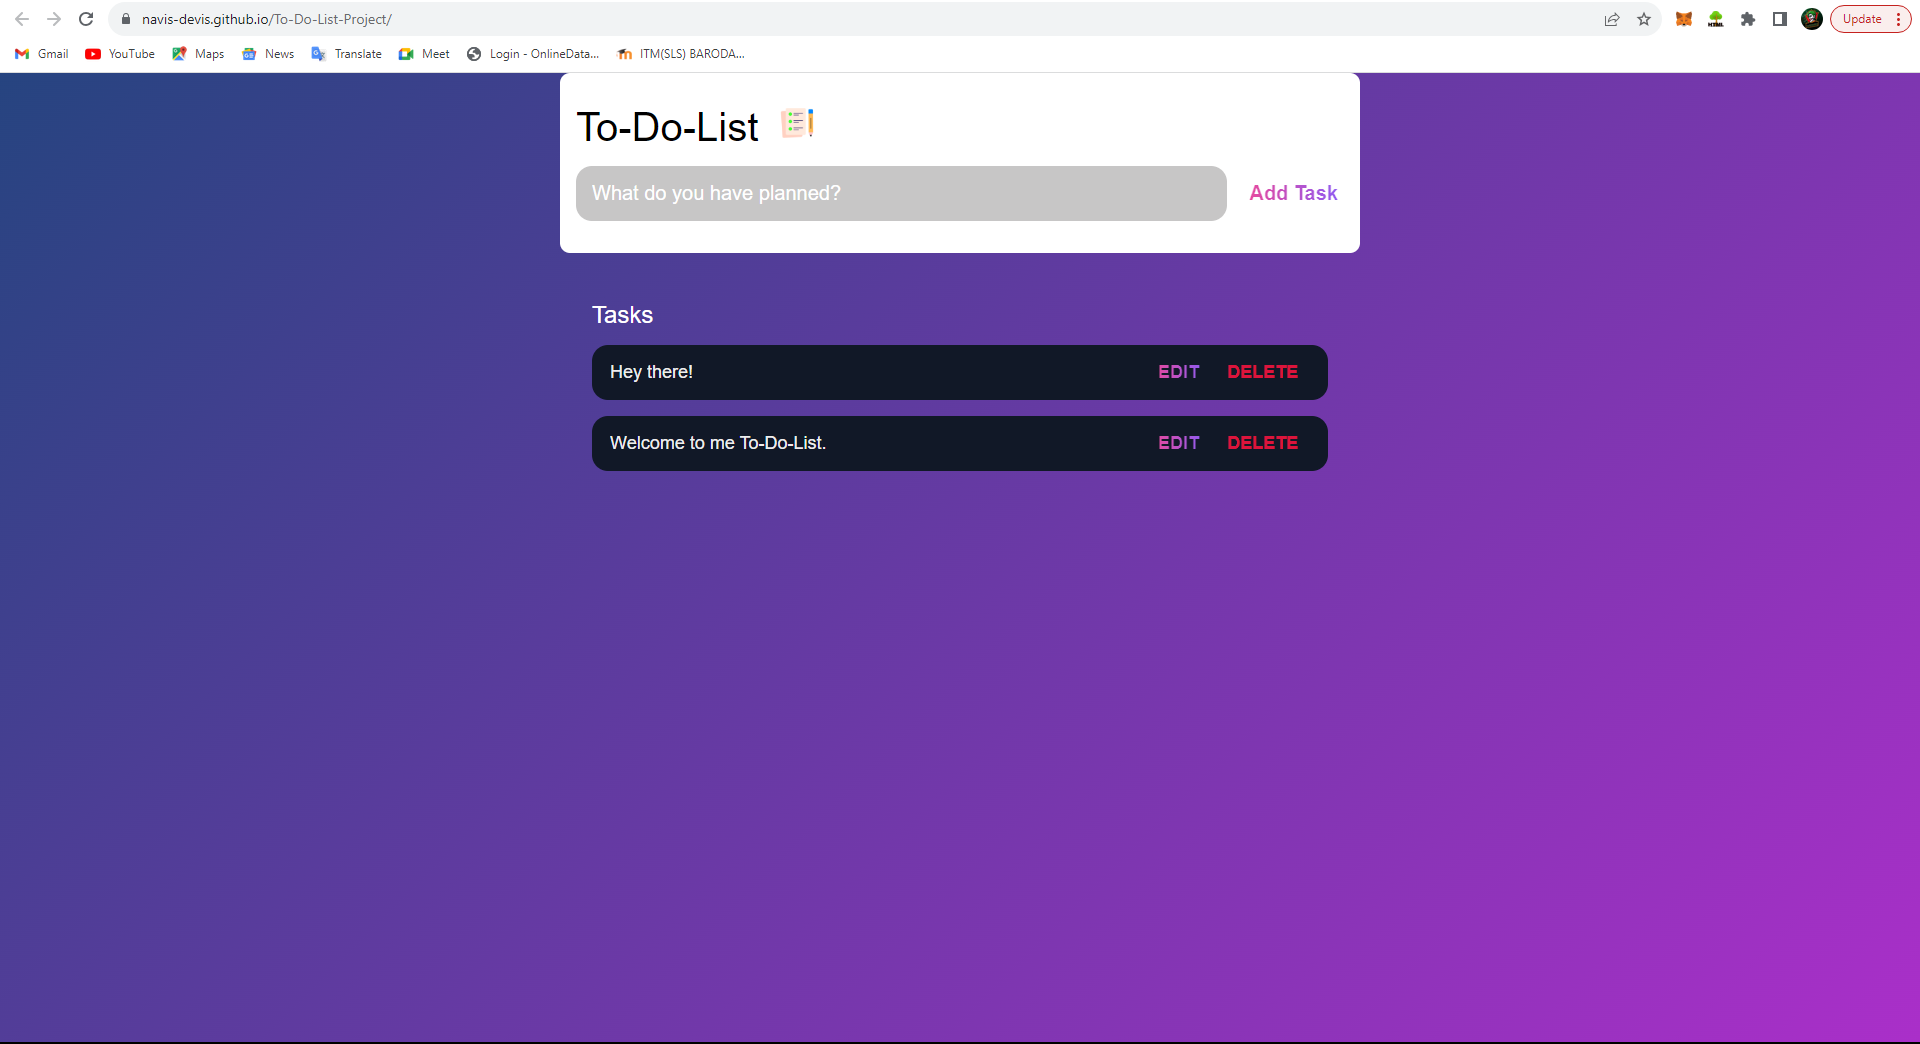 navis-devis.github.io/To-Do-List-Project/
Update
Gmail YouTube Maps News Translate Meet Login - OnlineData... ITM(SLS) BARODA...
To-Do-List
What do you have planned? Add Task
Tasks
Hey there! EDIT DELETE
Welcome to me To-Do-List. EDIT DELETE